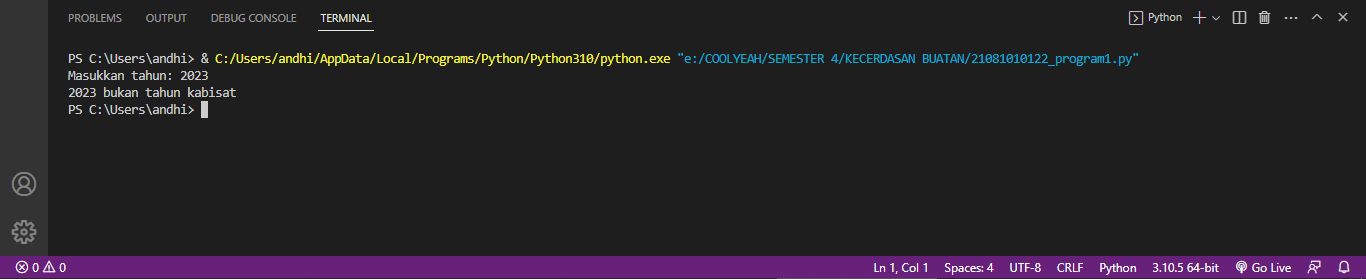 PROBLEMS OUTPUT DEBUG CONSOLE TERMINAL Python
PS C:\Users\andhi> & C:/Users/andhi/AppData/Local/Programs/Python/Python310/python.exe "e:/COOLYEAH/SEMESTER 4/KECERDASAN BUATAN/21081010122_program1.py"
Masukkan tahun: 2023
2023 bukan tahun kabisat
PS C:\Users\andhi>
0 0 Ln 1, Col 1 Spaces: 4 UTF-8 CRLF Python 3.10.5 64-bit Go Live